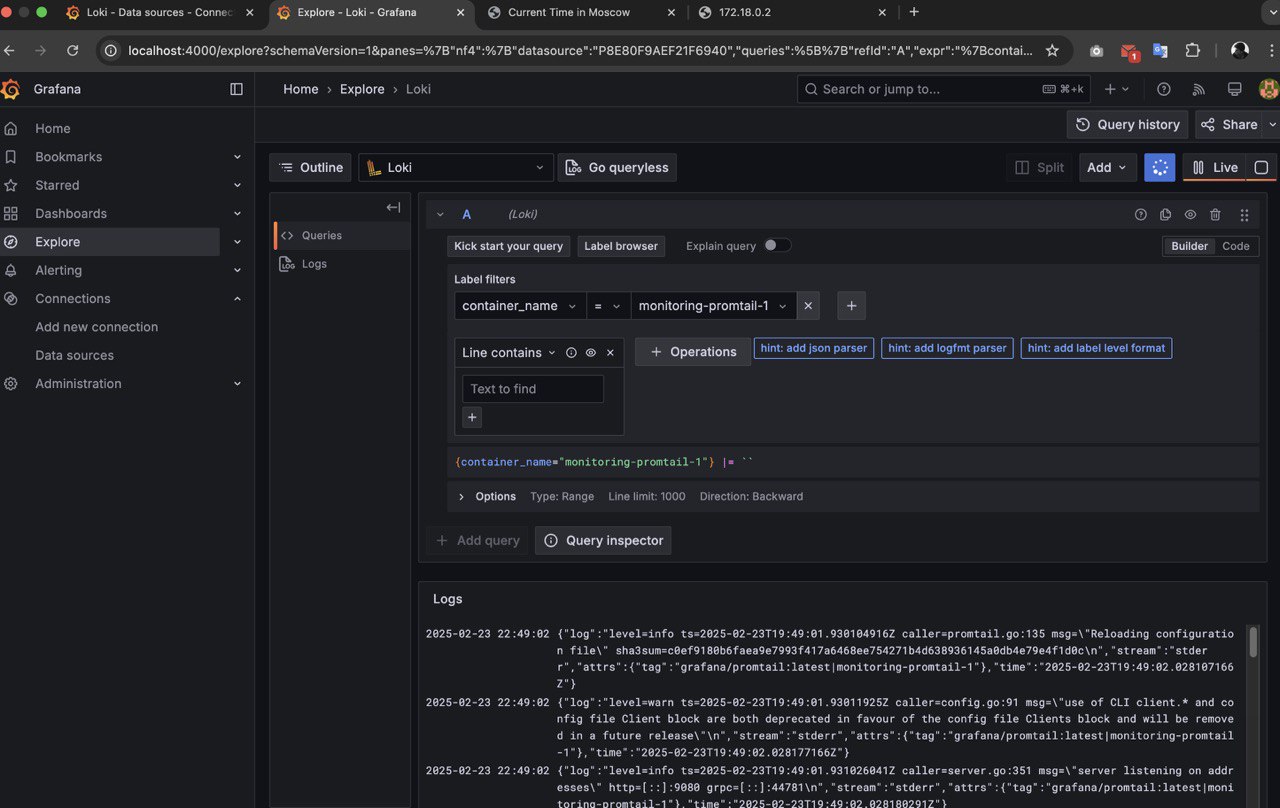 Loki - Data sources - Connec
Explore - Loki - Grafana
Current Time in Moscow
172.18.0.2
localhost:4000/explore?schemaVersion=1&panes=%7B"nf4":%7B"datasource":"P8E80F9AEF21F6940","queries":%5B%7B"refId":"A","expr":"%7Bcontai...
1
Grafana
Home › Explore › Loki
Search or jump to...
⌘+k
Home
Bookmarks
Starred
Dashboards
Explore
Alerting
Connections
Add new connection
Data sources
Administration
Query history
Share
Outline
Loki
Go queryless
Split
Add
Live
Queries
Logs
A
(Loki)
Kick start your query
Label browser
Explain query
Builder
Code
Label filters
container_name
=
monitoring-promtail-1
Line contains
Text to find
+ Operations
hint: add json parser
hint: add logfmt parser
hint: add label level format
{container_name="monitoring-promtail-1"} |= ``
Options Type: Range Line limit: 1000 Direction: Backward
+ Add query
Query inspector
Logs
2025-02-23 22:49:02 {"log":"level=info ts=2025-02-23T19:49:01.930104916Z caller=promtail.go:135 msg=\"Reloading configuratio
n file\" sha3sum=c0ef9180b6faea9e7993f417a6468ee754271b4d638936145a0db4e79e4f1d0c\n","stream":"stder
r","attrs":{"tag":"grafana/promtail:latest|monitoring-promtail-1"},"time":"2025-02-23T19:49:02.028107166
Z"}
2025-02-23 22:49:02 {"log":"level=warn ts=2025-02-23T19:49:01.93011925Z caller=config.go:91 msg=\"use of CLI client.* and co
nfig file Client block are both deprecated in favour of the config file Clients block and will be remove
d in a future release\"\n","stream":"stderr","attrs":{"tag":"grafana/promtail:latest|monitoring-promtail
-1"},"time":"2025-02-23T19:49:02.028177166Z"}
2025-02-23 22:49:02 {"log":"level=info ts=2025-02-23T19:49:01.931026041Z caller=server.go:351 msg=\"server listening on addr
esses\" http=[::]:9080 grpc=[::]:44781\n","stream":"stderr","attrs":{"tag":"grafana/promtail:latest|moni
toring-promtail-1"},"time":"2025-02-23T19:49:02.028180291Z"}